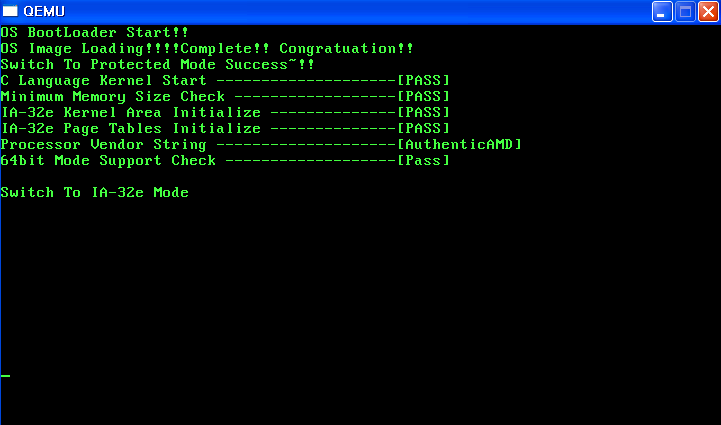 QEMU
OS BootLoader Start!!
OS Image Loading!!!!Complete!! Congratuation!!
Switch To Protected Mode Success~!!
C Language Kernel Start --------------------[PASS]
Minimum Memory Size Check ------------------[PASS]
IA-32e Kernel Area Initialize --------------[PASS]
IA-32e Page Tables Initialize --------------[PASS]
Processor Vendor String --------------------[AuthenticAMD]
64bit Mode Support Check -------------------[Pass]
Switch To IA-32e Mode